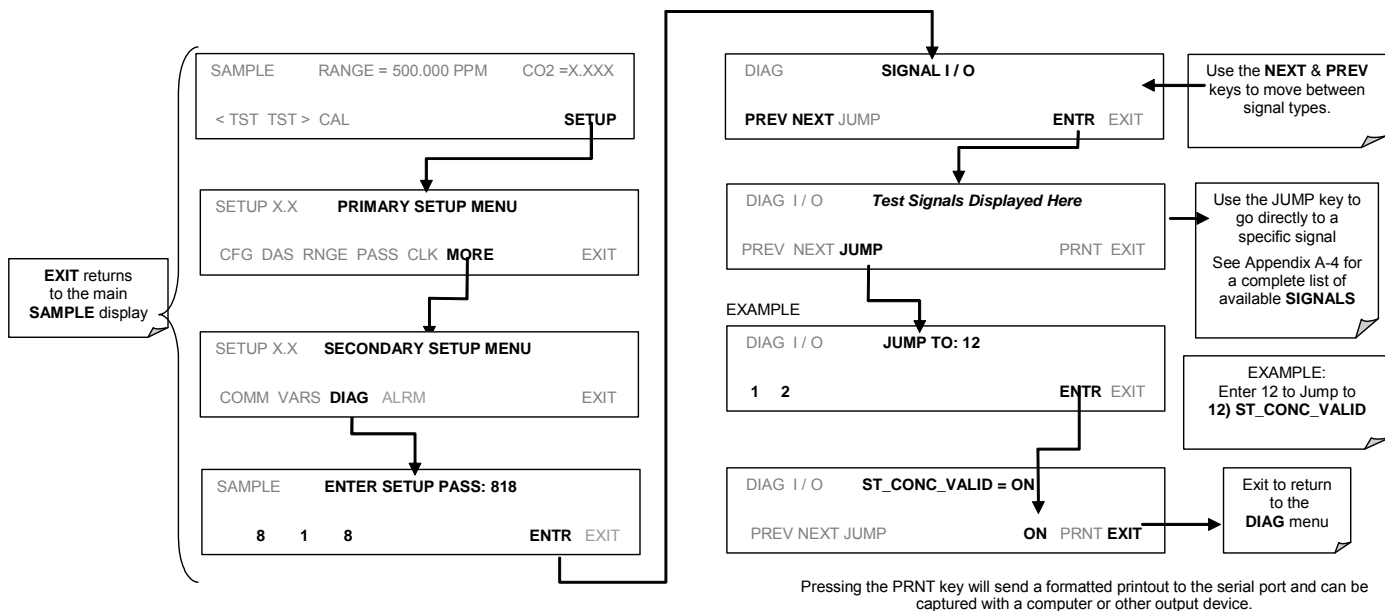 SAMPLE RANGE = 500.000 PPM CO2 =X.XXX
< TST TST > CAL SETUP
SETUP X.X PRIMARY SETUP MENU
CFG DAS RNGE PASS CLK MORE EXIT
EXIT returns
to the main
SAMPLE display
SETUP X.X SECONDARY SETUP MENU
COMM VARS DIAG ALRM EXIT
SAMPLE ENTER SETUP PASS: 818
8 1 8 ENTR EXIT
DIAG SIGNAL I / O
PREV NEXT JUMP ENTR EXIT
Use the NEXT & PREV
keys to move between
signal types.
DIAG I / O Test Signals Displayed Here
PREV NEXT JUMP PRNT EXIT
Use the JUMP key to
go directly to a
specific signal
See Appendix A-4 for
a complete list of
available SIGNALS
EXAMPLE
DIAG I / O JUMP TO: 12
1 2 ENTR EXIT
EXAMPLE:
Enter 12 to Jump to
12) ST_CONC_VALID
DIAG I / O ST_CONC_VALID = ON
PREV NEXT JUMP ON PRNT EXIT
Exit to return
to the
DIAG menu
Pressing the PRNT key will send a formatted printout to the serial port and can be
captured with a computer or other output device.